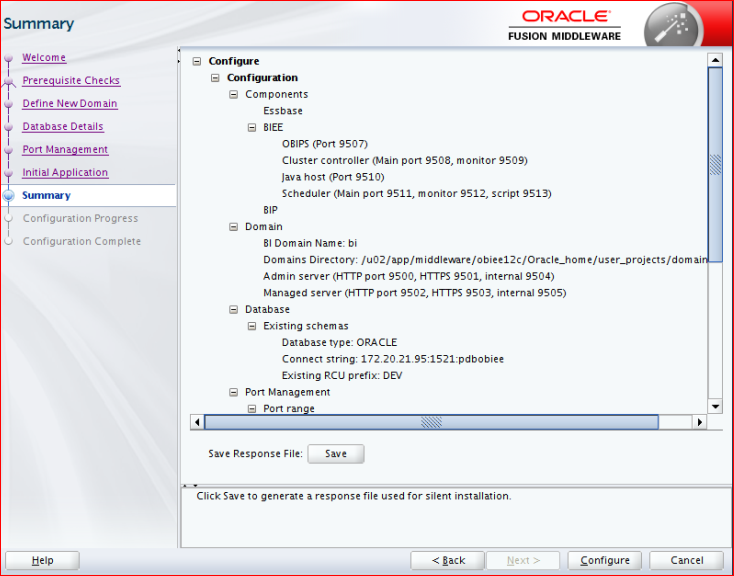 Summary
ORACLE
FUSION MIDDLEWARE
Welcome
Prerequisite Checks
Define New Domain
Database Details
Port Management
Initial Application
Summary
Configuration Progress
Configuration Complete
Configure
Configuration
Components
Essbase
BIEE
OBIPS (Port 9507)
Cluster controller (Main port 9508, monitor 9509)
Java host (Port 9510)
Scheduler (Main port 9511, monitor 9512, script 9513)
BIP
Domain
BI Domain Name: bi
Domains Directory: /u02/app/middleware/obiee12c/Oracle_home/user_projects/domain
Admin server (HTTP port 9500, HTTPS 9501, internal 9504)
Managed server (HTTP port 9502, HTTPS 9503, internal 9505)
Database
Existing schemas
Database type: ORACLE
Connect string: 172.20.21.95:1521:pdbobiee
Existing RCU prefix: DEV
Port Management
Port range
Save Response File: Save
Click Save to generate a response file used for silent installation.
Help < Back Next > Configure Cancel